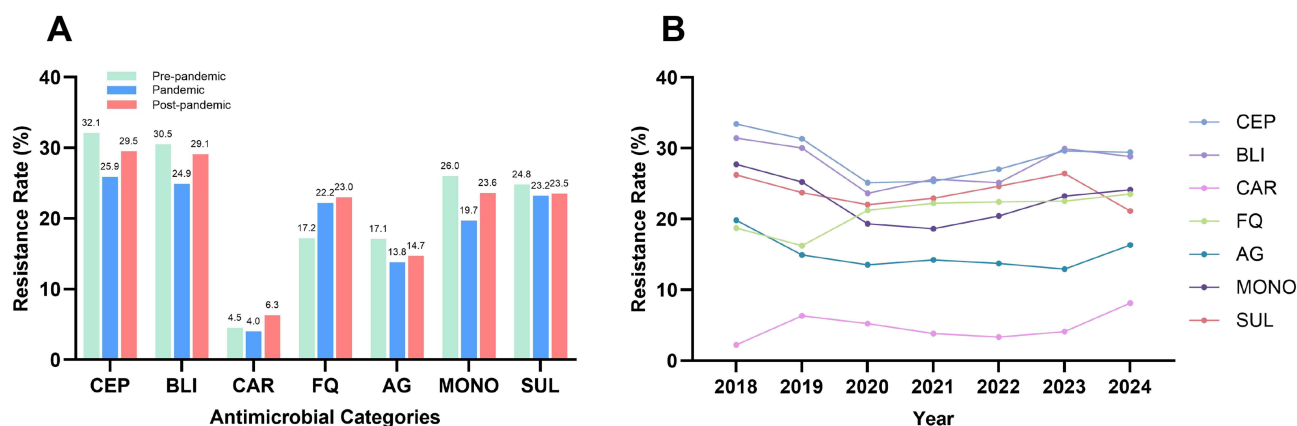 A
Pre-pandemic
Pandemic
Post-pandemic
Resistance Rate (%)
40
30
20
10
0
32.1
25.9
29.5
30.5
24.9
29.1
4.5
4.0
6.3
17.2
22.2
23.0
17.1
13.8
14.7
26.0
19.7
23.6
24.8
23.2
23.5
CEP BLI CAR FQ AG MONO SUL
Antimicrobial Categories
B
Resistance Rate (%)
40
30
20
10
0
2018 2019 2020 2021 2022 2023 2024
Year
CEP
BLI
CAR
FQ
AG
MONO
SUL